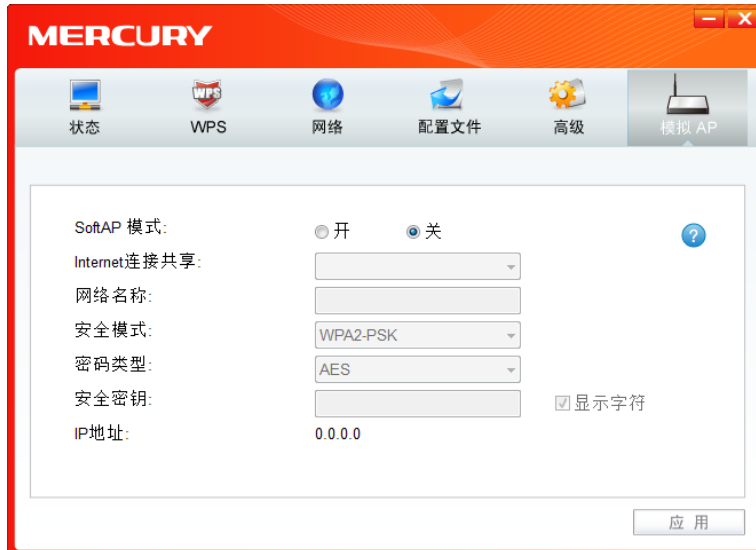 MERCURY
状态 WPS 网络 配置文件 高级 模拟 AP
SoftAP 模式: 开 关
Internet连接共享:
网络名称:
安全模式: WPA2-PSK
密码类型: AES
安全密钥: 显示字符
IP地址: 0.0.0.0
应 用